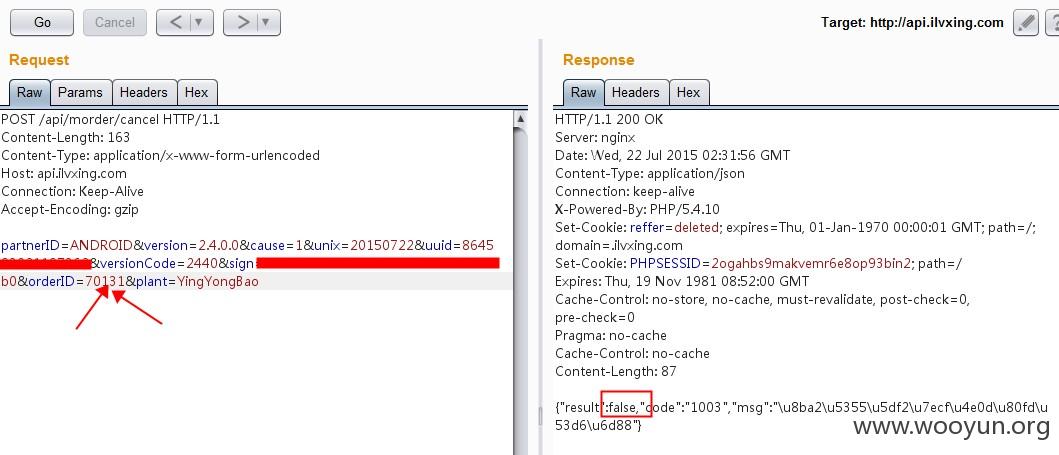 Go
Cancel
< ▼
> ▼
Target: http://api.ilvxing.com
?
Request
Raw
Params
Headers
Hex
POST /api/morder/cancel HTTP/1.1
Content-Length: 163
Content-Type: application/x-www-form-urlencoded
Host: api.ilvxing.com
Connection: Keep-Alive
Accept-Encoding: gzip
partnerID=ANDROID&version=2.4.0.0&cause=1&unix=20150722&uuid=8645
&versionCode=2440&sign=
b0&orderID=70131&plant=YingYongBao
Response
Raw
Headers
Hex
HTTP/1.1 200 OK
Server: nginx
Date: Wed, 22 Jul 2015 02:31:56 GMT
Content-Type: application/json
Connection: keep-alive
X-Powered-By: PHP/5.4.10
Set-Cookie: reffer=deleted; expires=Thu, 01-Jan-1970 00:00:01 GMT; path=/;
domain=.ilvxing.com
Set-Cookie: PHPSESSID=2ogahbs9makvemr6e8op93bin2; path=/
Expires: Thu, 19 Nov 1981 08:52:00 GMT
Cache-Control: no-store, no-cache, must-revalidate, post-check=0,
pre-check=0
Pragma: no-cache
Cache-Control: no-cache
Content-Length: 87
{"result":false,"code":"1003","msg":"\u8ba2\u5355\u5df2\u7ecf\u4e0d\u80fd\u
53d6\u6d88"}
www.wooyun.org